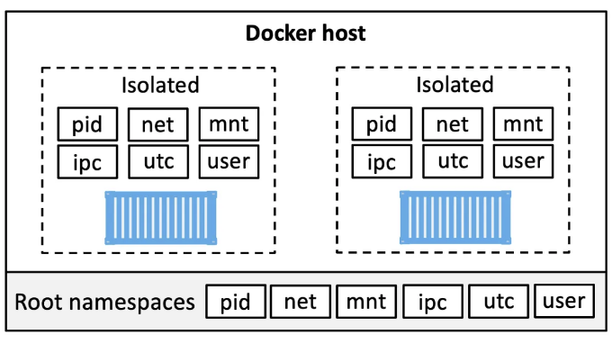 Docker host
Isolated
pid net mnt
ipc utc user
Isolated
pid net mnt
ipc utc user
Root namespaces pid net mnt ipc utc user